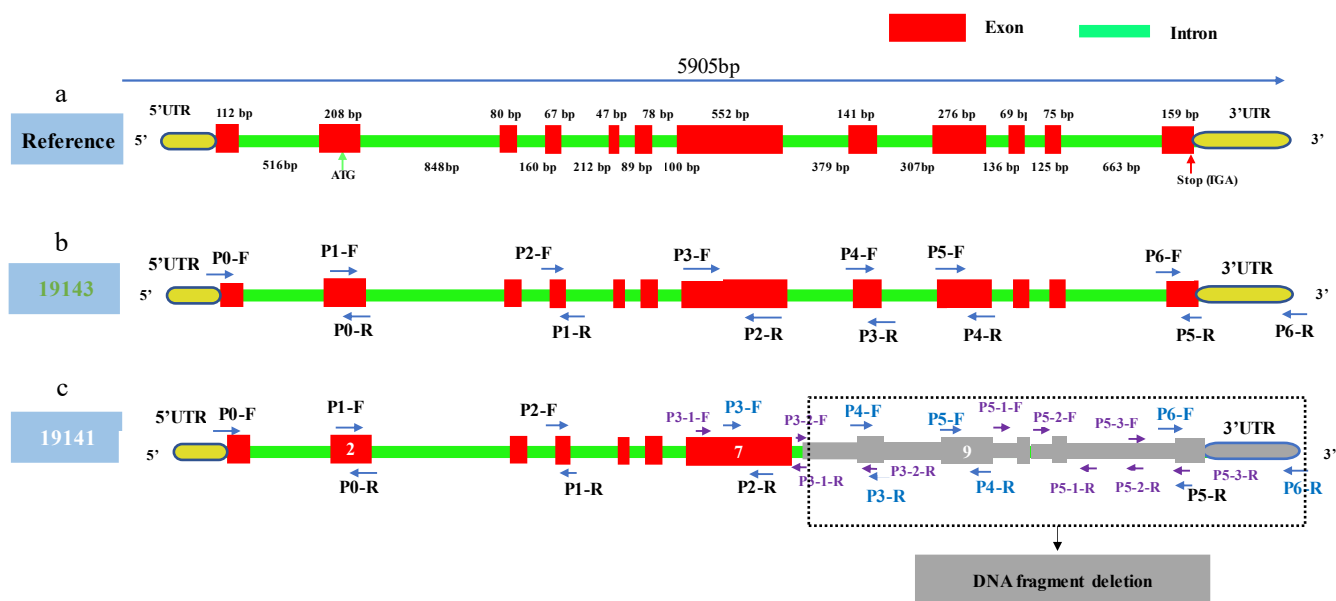 Exon Intron
5905bp
a
5'UTR 112 bp 208 bp 80 bp 67 bp 47 bp 78 bp 552 bp 141 bp 276 bp 69 bp 75 bp 159 bp 3'UTR
Reference 5' 3'
516bp ATG 848bp 160 bp 212 bp 89 bp 100 bp 379 bp 307bp 136 bp 125 bp 663 bp Stop (TGA)
b
5'UTR P0-F P1-F P2-F P3-F P4-F P5-F P6-F 3'UTR
19143 5' 3'
P0-R P1-R P2-R P3-R P4-R P5-R P6-R
c
5'UTR P0-F P1-F P2-F P3-1-F P3-F P3-2-F P4-F P5-F P5-1-F P5-2-F P5-3-F P6-F 3'UTR
19141 5' 2 7 9 3'
P0-R P1-R P2-R P3-1-R P3-2-R P3-R P4-R P5-1-R P5-2-R P5-R P5-3-R P6-R
DNA fragment deletion